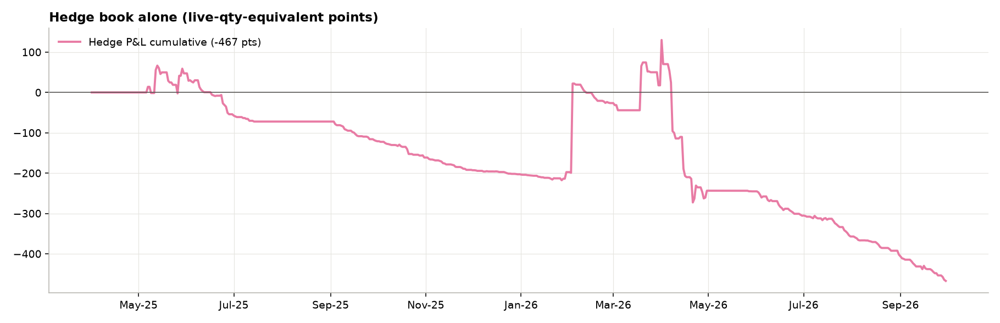 Hedge book alone (live-qty-equivalent points)
Hedge P&L cumulative (-467 pts)
100
0
−100
−200
−300
−400
May-25 Jul-25 Sep-25 Nov-25 Jan-26 Mar-26 May-26 Jul-26 Sep-26